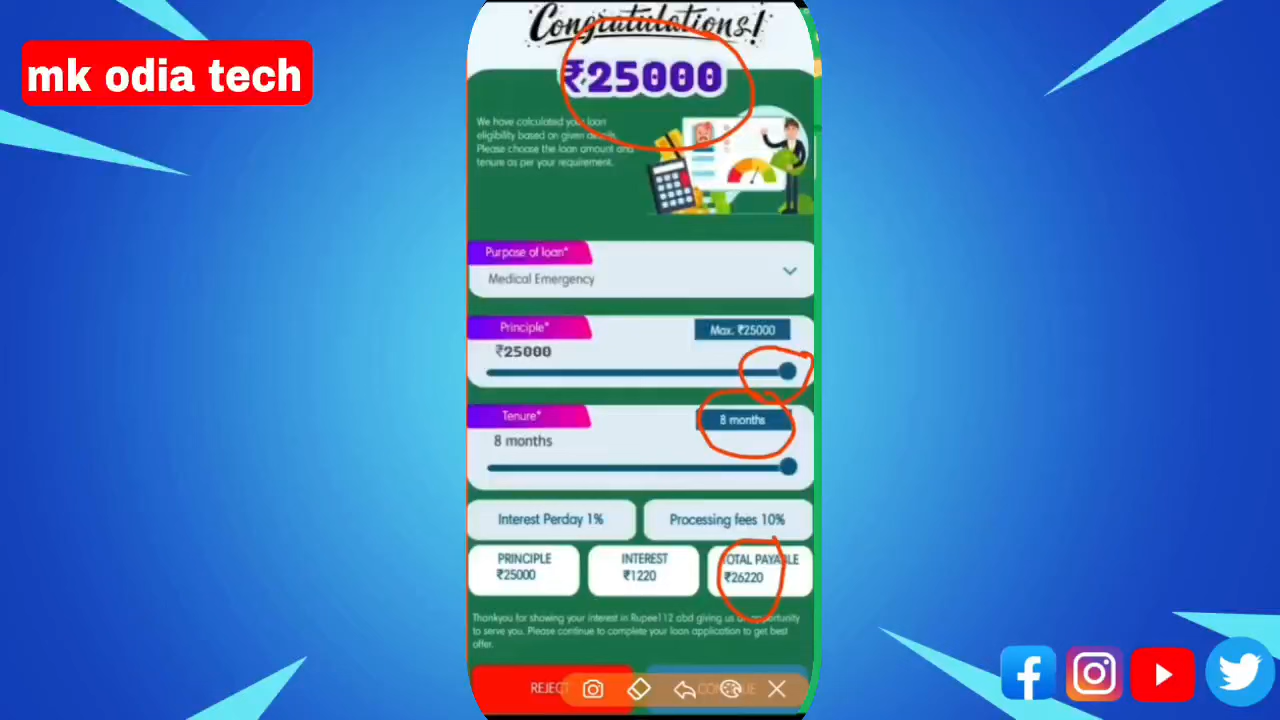 mk odia tech
Congratulations!
₹25000
We have calculated your loan
eligibility based on given details.
Please choose the loan amount and
tenure as per your requirement.
Purpose of loan*
Medical Emergency
Principle*
Max. ₹25000
₹25000
Tenure*
8 months
8 months
Interest Perday 1%
Processing fees 10%
PRINCIPLE
₹25000
INTEREST
₹1220
TOTAL PAYABLE
₹26220
Thankyou for showing your interest in Rupee112 abd giving us an opportunity
to serve you. Please continue to complete your loan application to get best
offer.
REJECT
CONTINUE